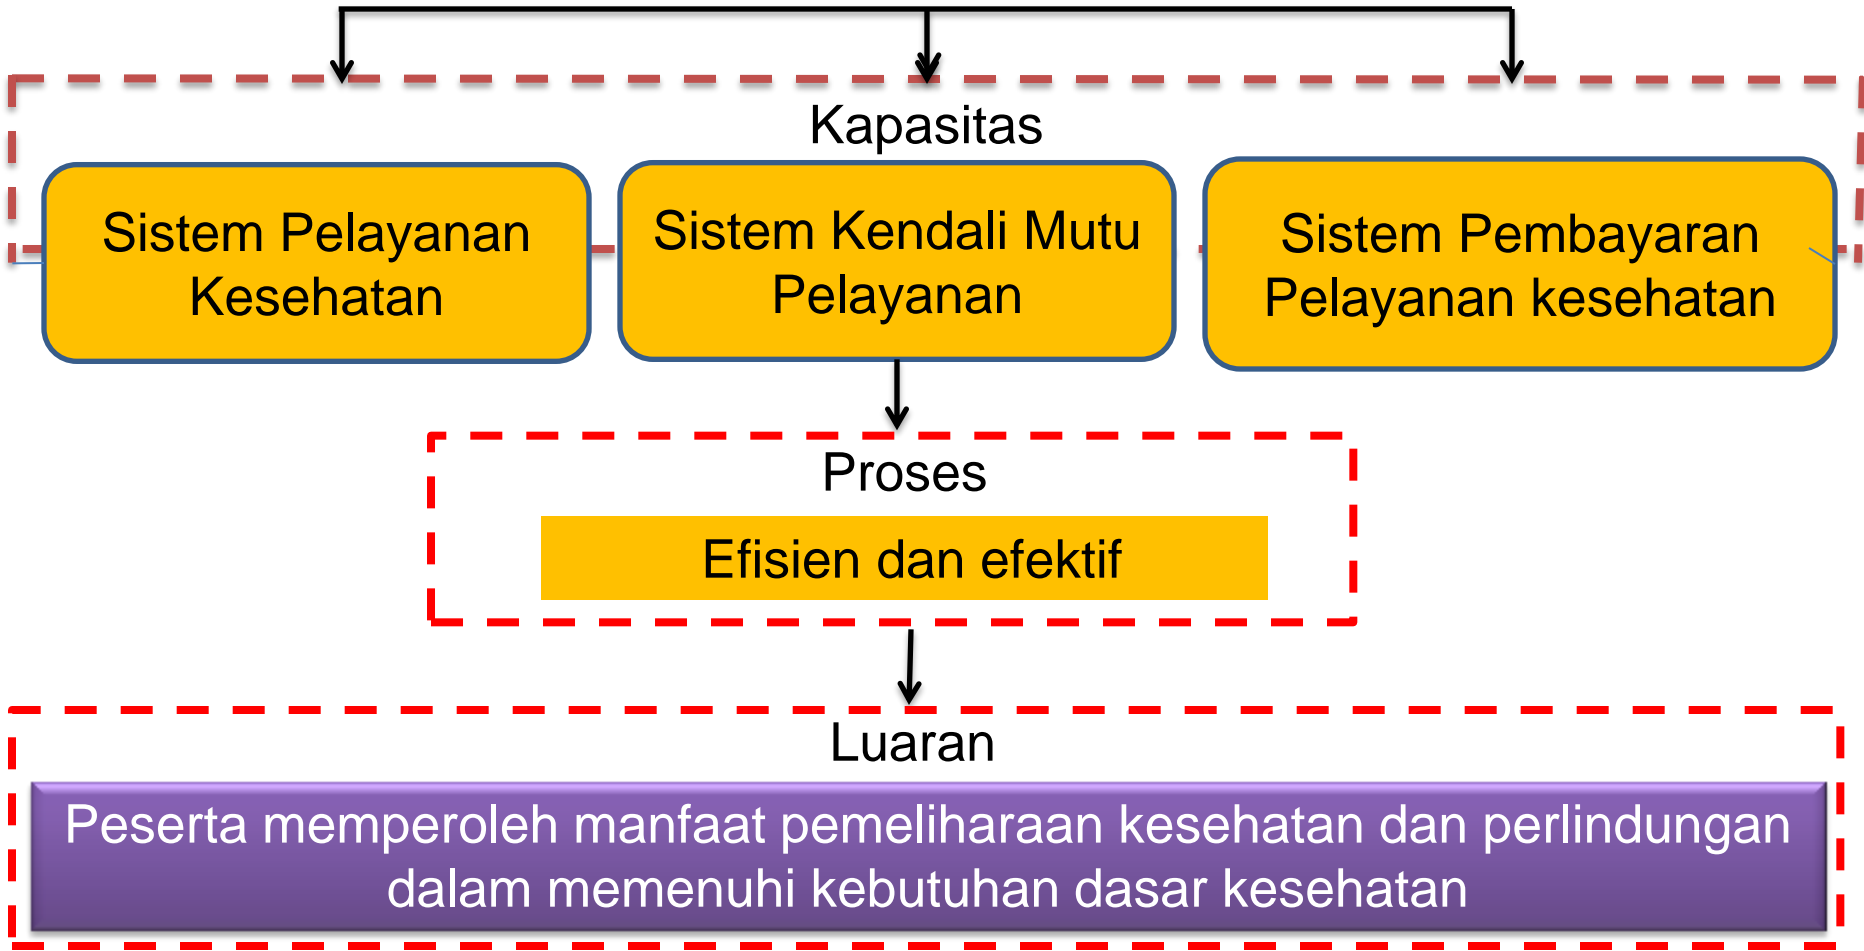 Kapasitas
Sistem Pelayanan
Kesehatan
Sistem Kendali Mutu
Pelayanan
Sistem Pembayaran
Pelayanan kesehatan
Proses
Efisien dan efektif
Luaran
Peserta memperoleh manfaat pemeliharaan kesehatan dan perlindungan
dalam memenuhi kebutuhan dasar kesehatan